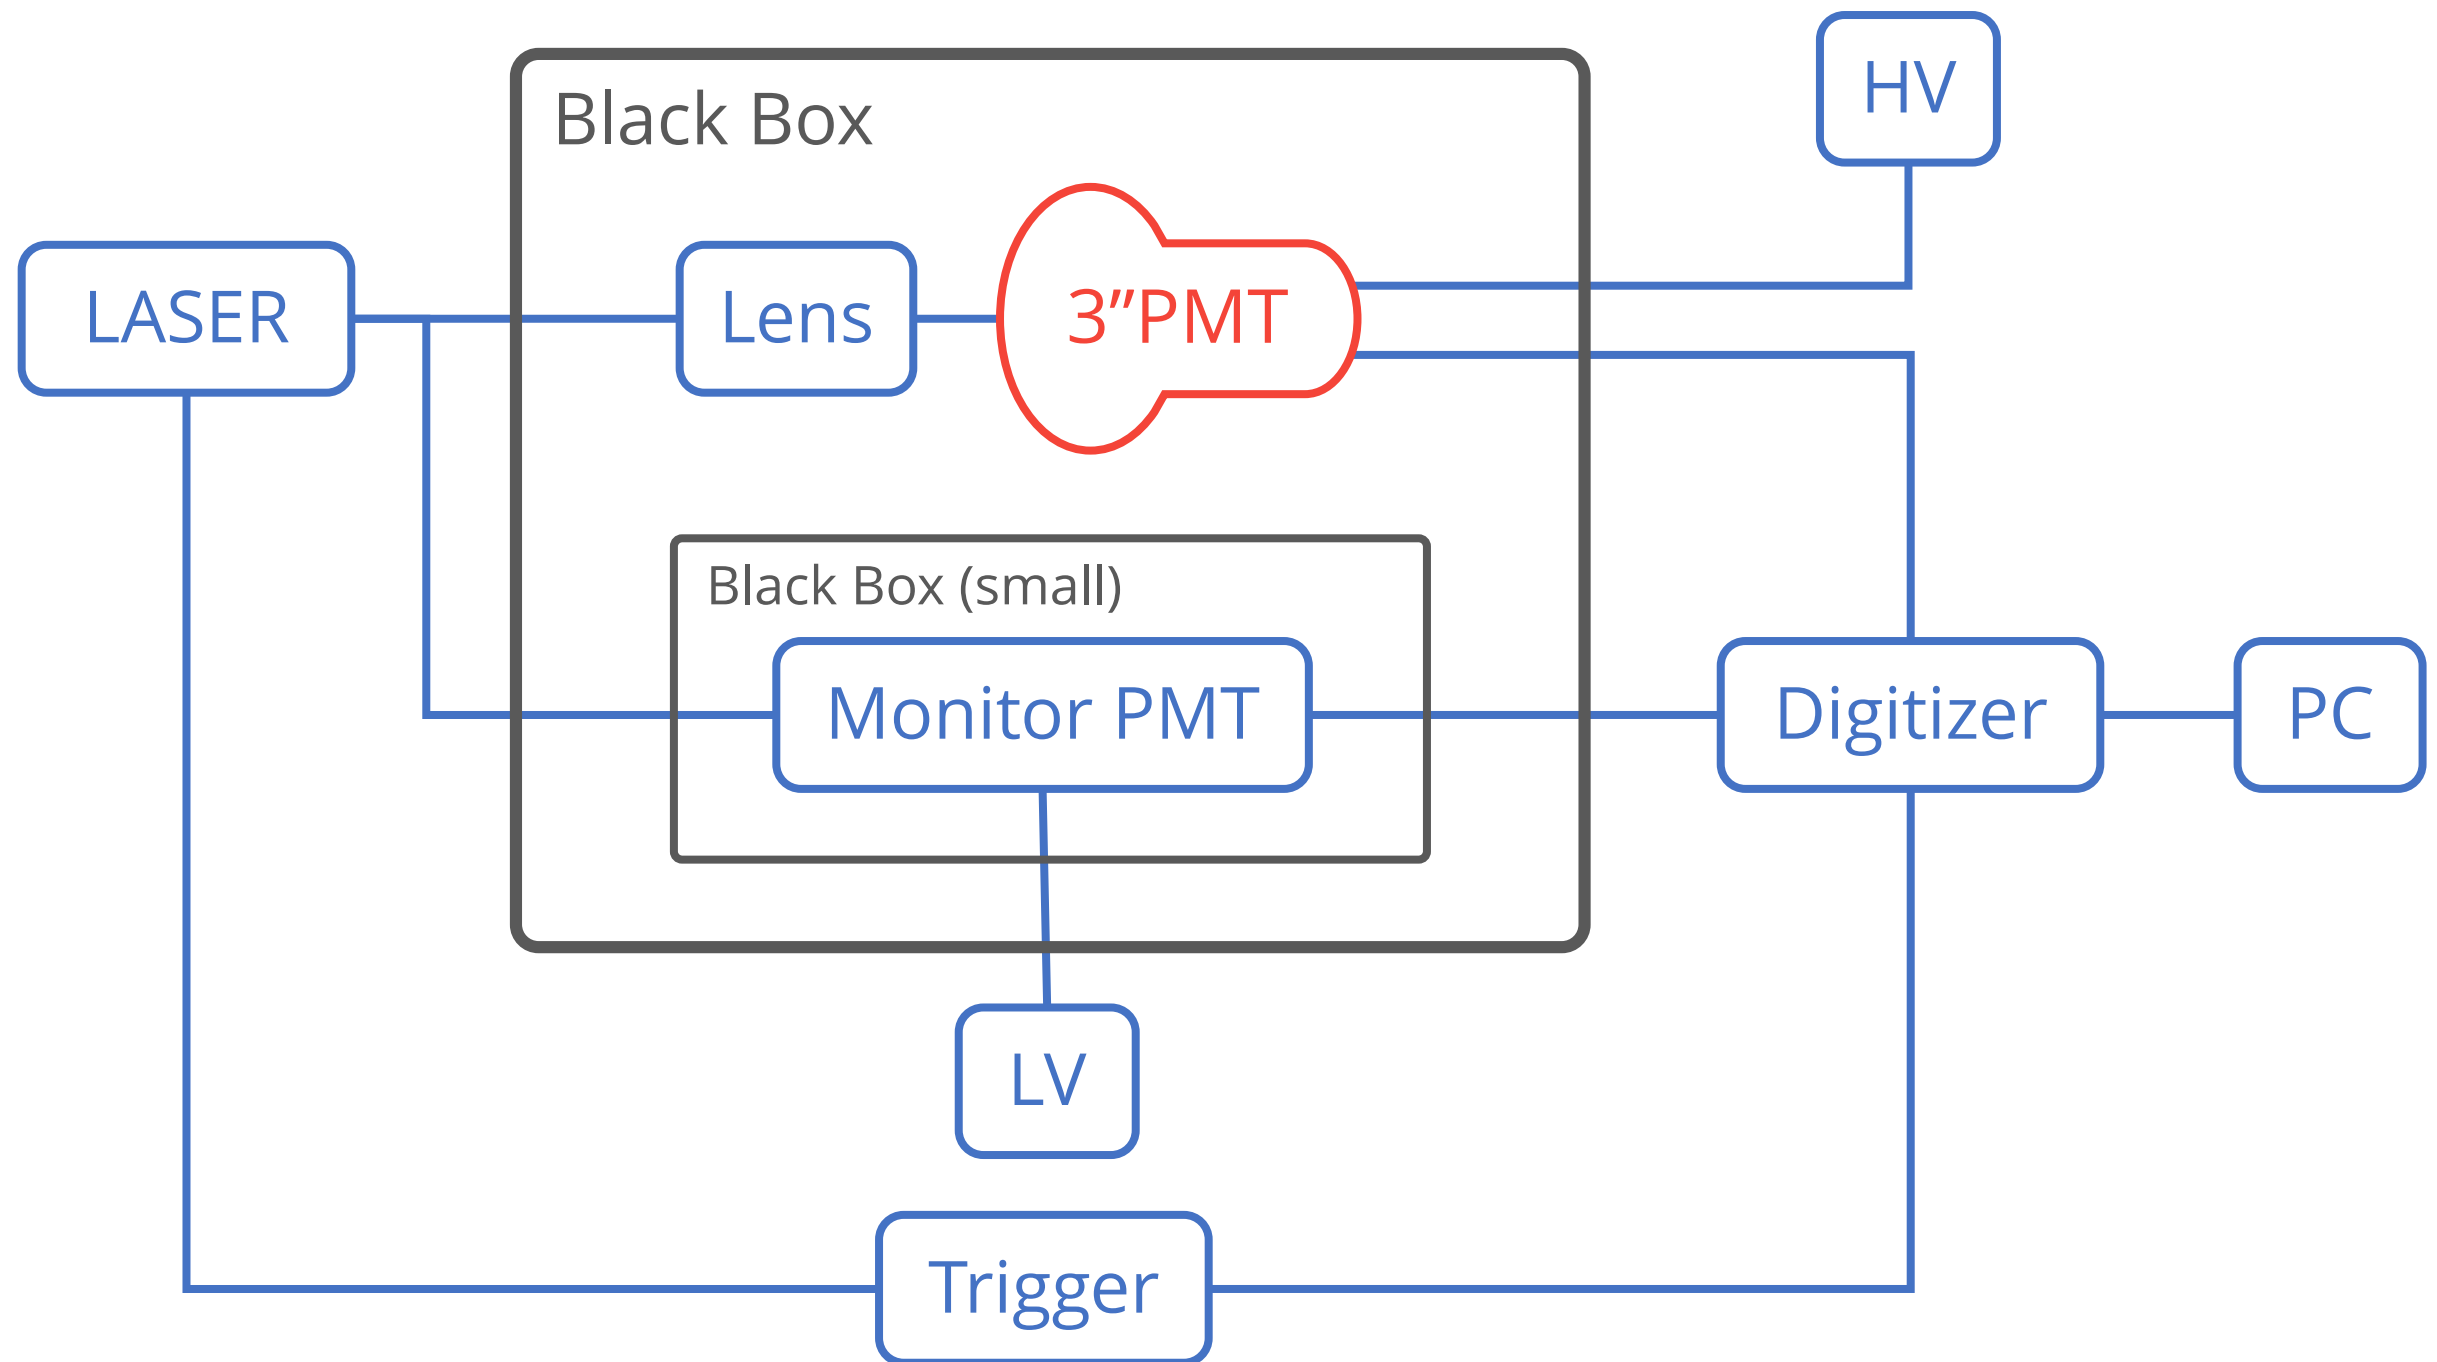 HV
Black Box
LASER
Lens
3”PMT
Black Box (small)
Monitor PMT
Digitizer
PC
LV
Trigger